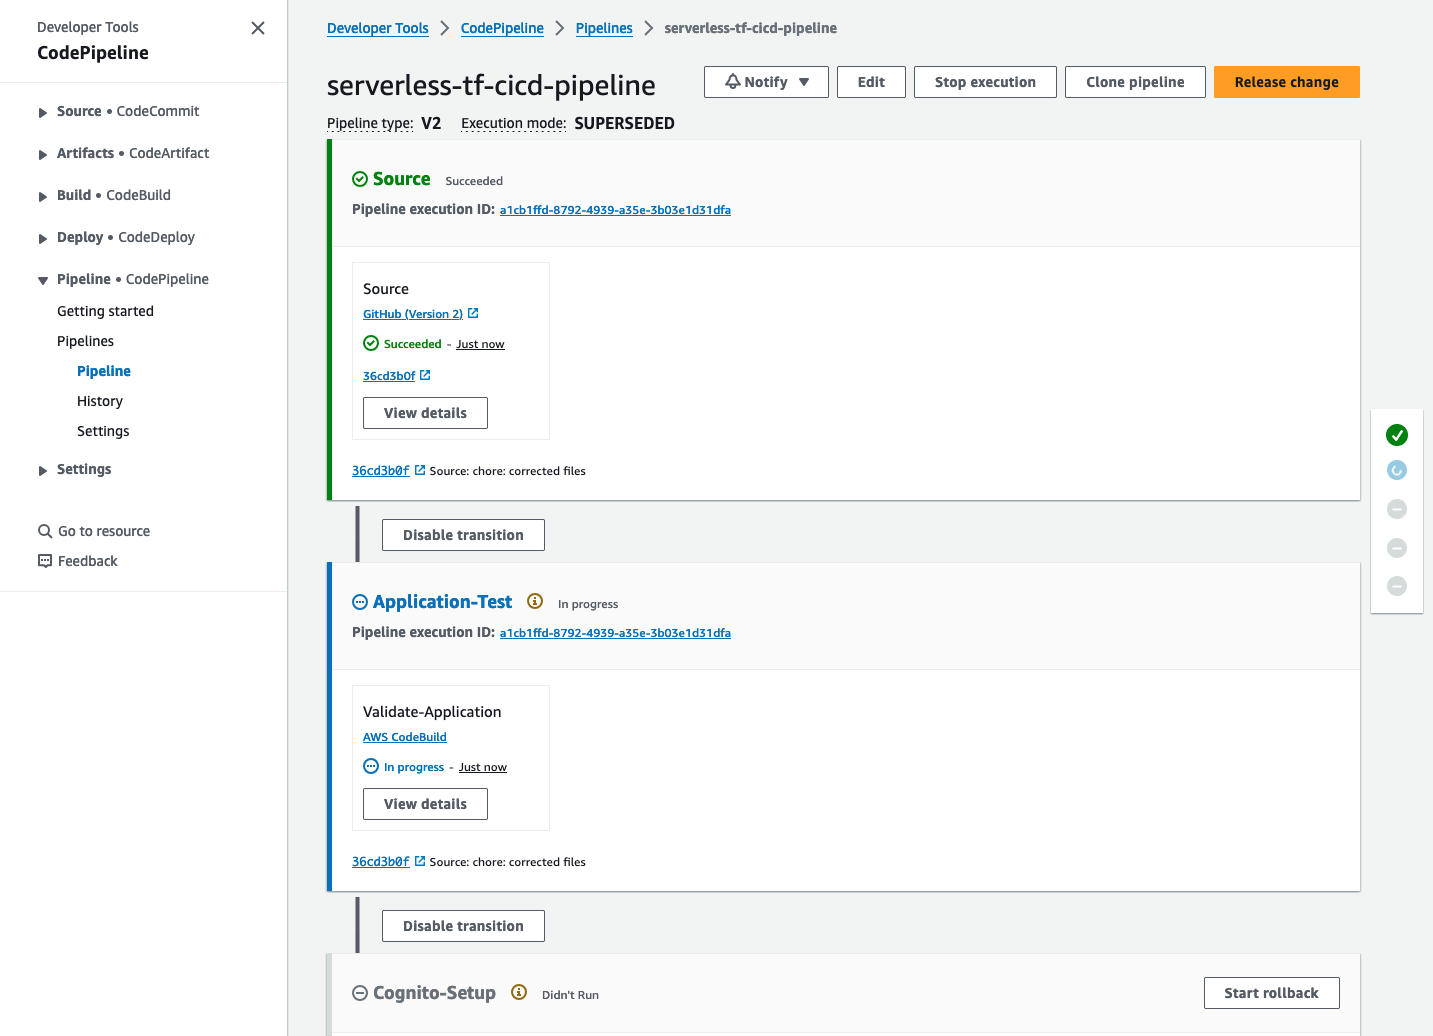 Developer Tools
CodePipeline
Source • CodeCommit
Artifacts • CodeArtifact
Build • CodeBuild
Deploy • CodeDeploy
Pipeline • CodePipeline
Getting started
Pipelines
Pipeline
History
Settings
Settings
Go to resource
Feedback
Developer Tools > CodePipeline > Pipelines > serverless-tf-cicd-pipeline
serverless-tf-cicd-pipeline
Notify Edit Stop execution Clone pipeline Release change
Pipeline type: V2 Execution mode: SUPERSEDED
Source Succeeded
Pipeline execution ID: a1cb1ffd-8792-4939-a35e-3b03e1d31dfa
Source
GitHub (Version 2)
Succeeded - Just now
36cd3b0f
View details
36cd3b0f Source: chore: corrected files
Disable transition
Application-Test In progress
Pipeline execution ID: a1cb1ffd-8792-4939-a35e-3b03e1d31dfa
Validate-Application
AWS CodeBuild
In progress - Just now
View details
36cd3b0f Source: chore: corrected files
Disable transition
Cognito-Setup Didn't Run
Start rollback